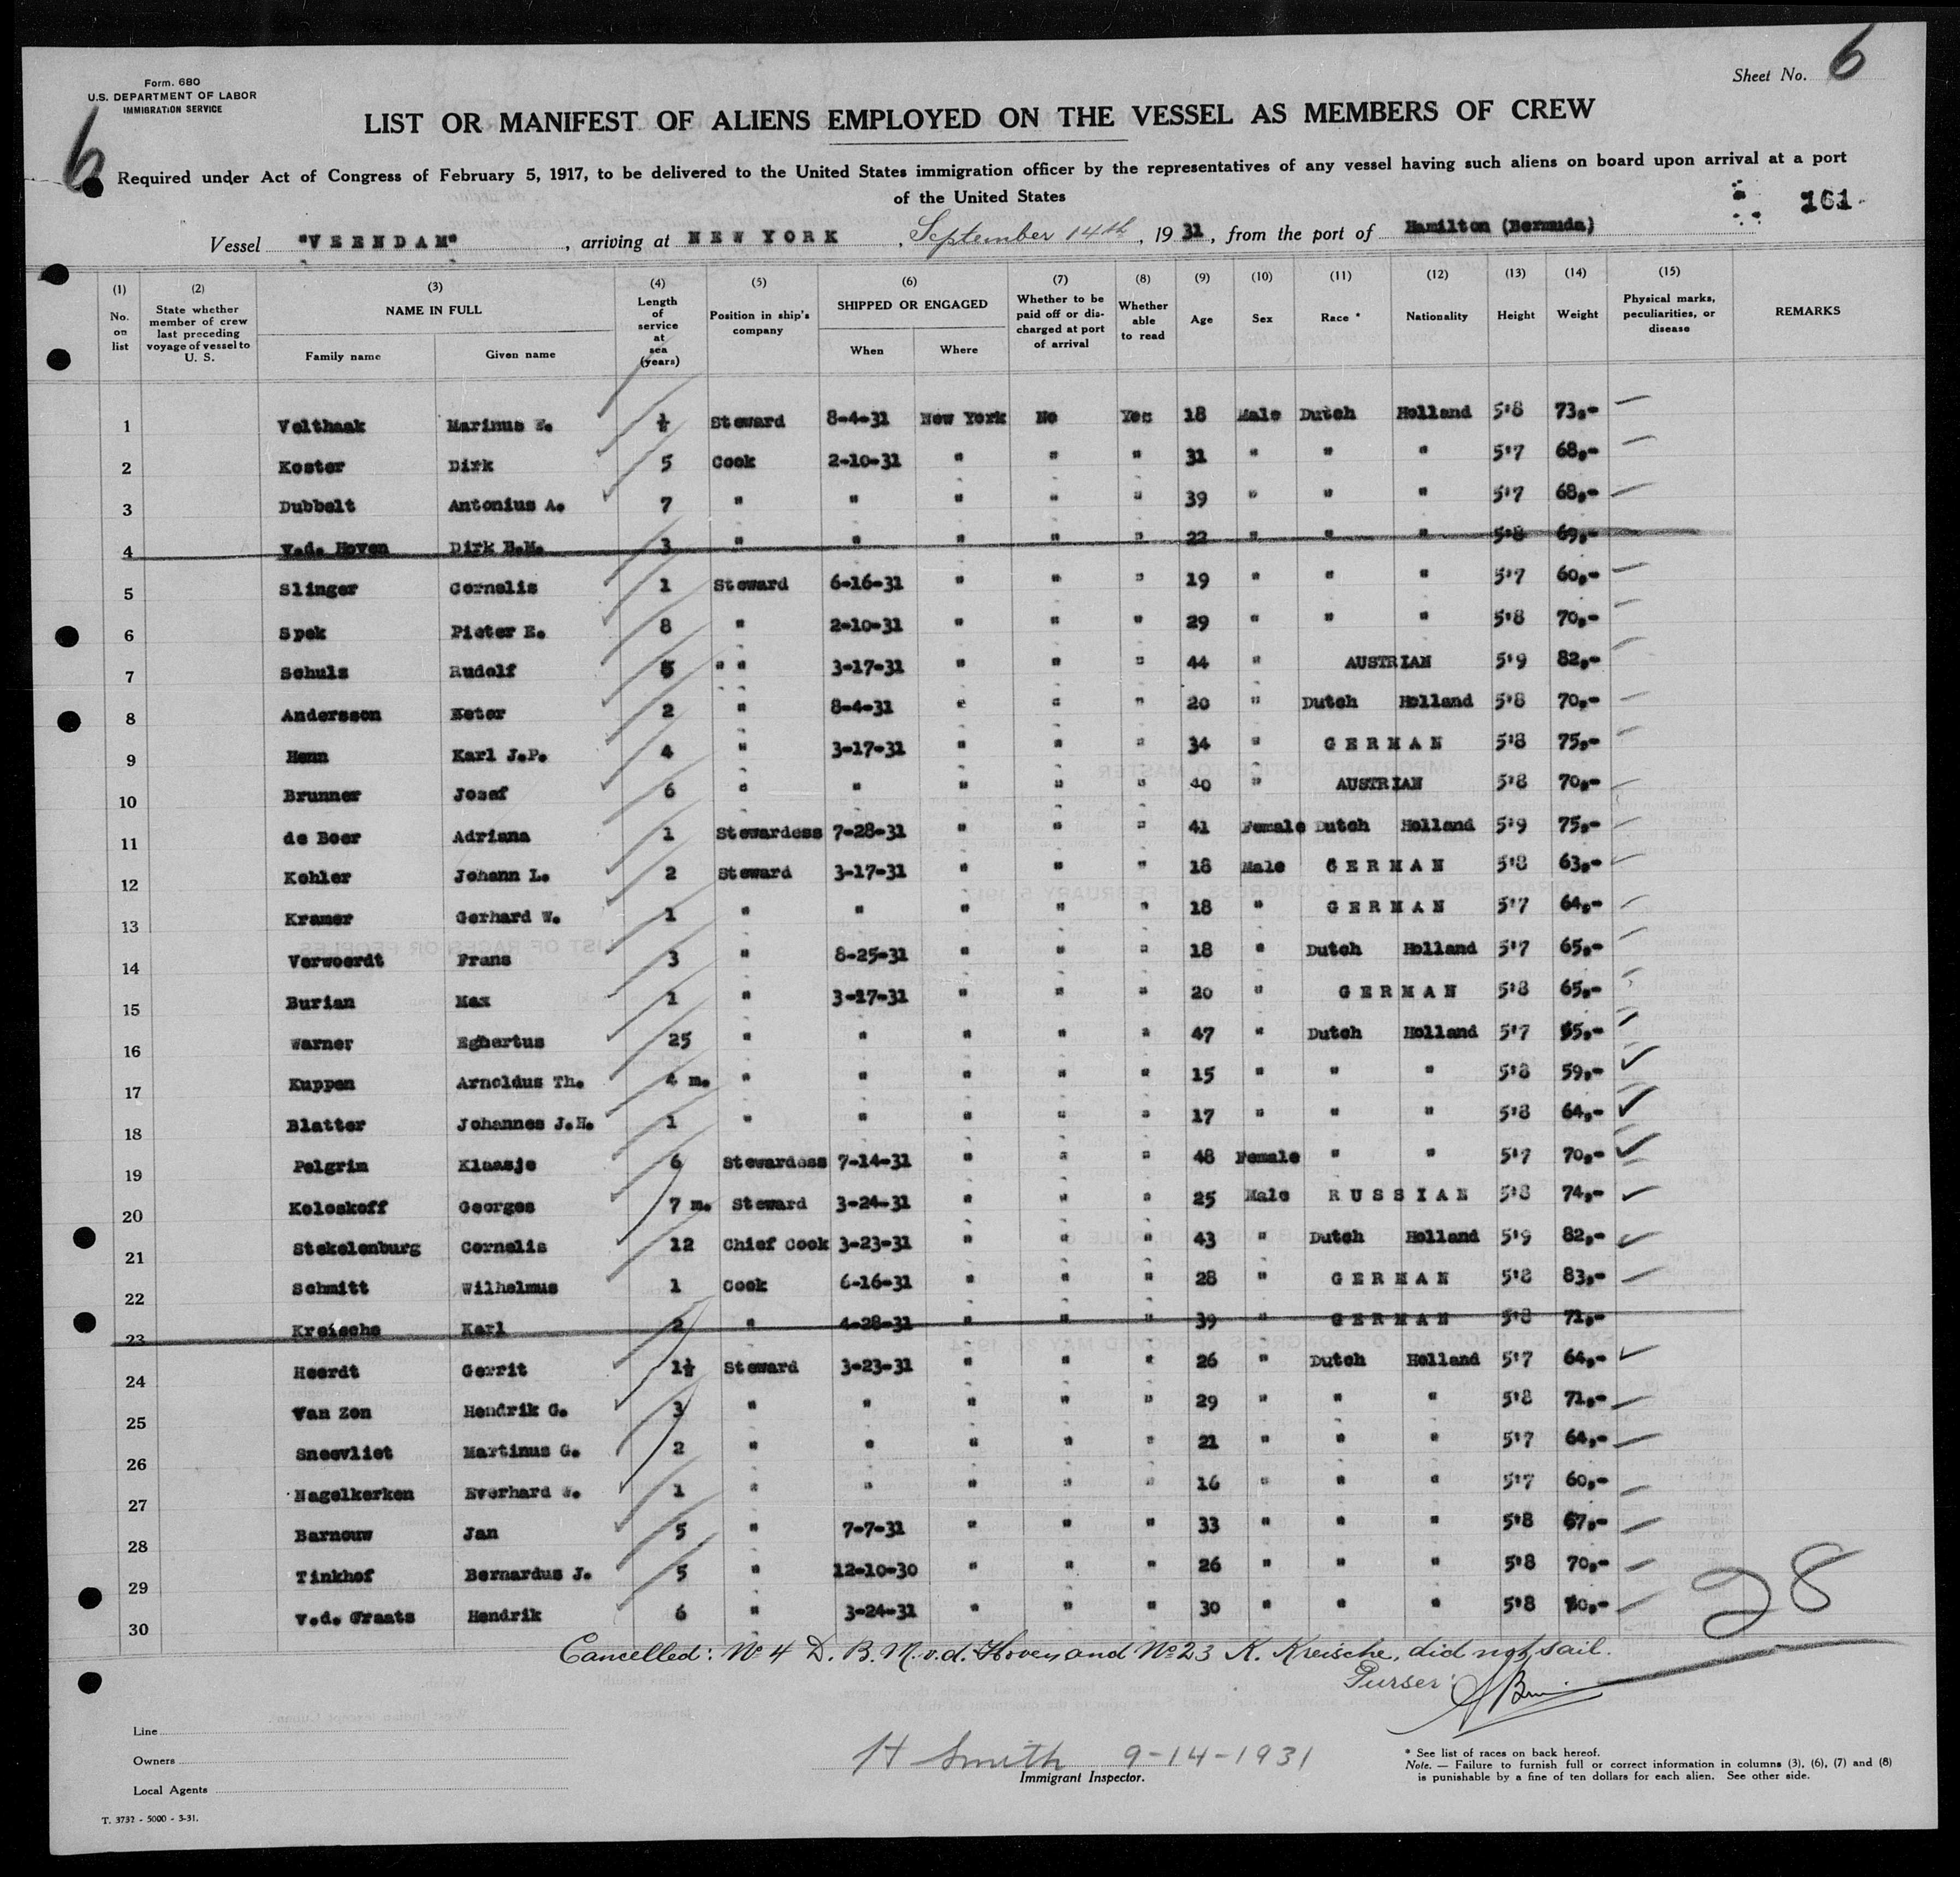 Form. 680
U.S. DEPARTMENT OF LABOR
IMMIGRATION SERVICE
Sheet No. 6
6
LIST OR MANIFEST OF ALIENS EMPLOYED ON THE VESSEL AS MEMBERS OF CREW
Required under Act of Congress of February 5, 1917, to be delivered to the United States immigration officer by the representatives of any vessel having such aliens on board upon arrival at a port
of the United States
161
Vessel "VEENDAM", arriving at NEW YORK, September 14th, 1931, from the port of Hamilton (Bermuda)
(1) No. on list (2) State whether member of crew last preceding voyage of vessel to U. S. (3) NAME IN FULL Family name Given name (4) Length of service at sea (years) (5) Position in ship's company (6) SHIPPED OR ENGAGED When Where (7) Whether to be paid off or discharged at port of arrival (8) Whether able to read (9) Age (10) Sex (11) Race * (12) Nationality (13) Height (14) Weight (15) Physical marks, peculiarities, or disease REMARKS
1 Velthaak Marinus ½ Steward 8-4-31 New York No Yes 18 Male Dutch Holland 5'8 73,-
2 Koster Dirk 5 Cook 2-10-31 " " " 31 " " " 5'7 68,-
3 Dubbelt Antonius A. 7 " " " " " 39 " " " 5'7 68,-
4 V.d. Hoven Dirk B.M. 3 " " " " " 22 " " " 5'8 69,-
5 Slinger Cornelis 1 Steward 6-16-31 " " " 19 " " " 5'7 60,-
6 Spek Pieter E. 8 " 2-10-31 " " " 29 " " " 5'8 70,-
7 Schulz Rudolf 5 " " 3-17-31 " " " 44 " AUSTRIAN 5'9 82,-
8 Andersson Keter 2 " 8-4-31 " " " 20 " Dutch Holland 5'8 70,-
9 Henn Karl J.P. 4 " 3-17-31 " " " 34 " GERMAN 5'8 75,-
10 Brunner Josef 6 " " " " " 40 " AUSTRIAN 5'8 70,-
11 de Boer Adriana 1 Stewardess 7-28-31 " " " 41 Female Dutch Holland 5'9 75,-
12 Kohler Johann L. 2 Steward 3-17-31 " " " 18 Male GERMAN 5'8 63,-
13 Kramer Gerhard W. 1 " " " " " 18 " GERMAN 5'7 64,-
14 Verwoerdt Frans 3 " 8-25-31 " " " 18 " Dutch Holland 5'7 65,-
15 Burian Max 1 " 3-17-31 " " " 20 " GERMAN 5'8 65,-
16 Warner Egbertus 25 " " " " " 47 " Dutch Holland 5'7 65,-
17 Kuppen Arnoldus Th. 4 m. " " " " " 15 " " " 5'8 59,-
18 Blatter Johannes J.H. 1 " " " " " 17 " " " 5'8 64,-
19 Pelgrim Klaasje 6 Stewardess 7-14-31 " " " 48 Female " " 5'7 70,-
20 Koloskoff Georges 7 m. Steward 3-24-31 " " " 25 Male RUSSIAN 5'8 74,-
21 Stekelenburg Cornelis 12 Chief Cook 3-23-31 " " " 43 " Dutch Holland 5'9 82,-
22 Schmitt Wilhelmus 1 Cook 6-16-31 " " " 28 " GERMAN 5'8 83,-
23 Kreische Karl 2 " 4-28-31 " " " 39 " GERMAN 5'8 71,-
24 Heerdt Gerrit 1½ Steward 3-23-31 " " " 26 " Dutch Holland 5'7 64,-
25 Van Zon Hendrik G. 3 " " " " " 29 " " " 5'8 71,-
26 Sneevliet Martinus G. 2 " " " " " 21 " " " 5'7 64,-
27 Nagelkerken Everhard W. 1 " " " " " 16 " " " 5'7 60,-
28 Barnouw Jan 5 " 7-7-31 " " " 33 " " " 5'8 67,-
29 Tinkhof Bernardus J. 5 " 12-10-30 " " " 26 " " " 5'8 70,-
30 v.d. Graats Hendrik 6 " 3-24-31 " " " 30 " " " 5'8 80,-
28
Cancelled: No 4 D. B. M. v.d. Hoven and No 23 K. Kreische, did not sail.
Purser:
Line
Owners
Local Agents
H Smith 9-14-1931
Immigrant Inspector.
* See list of races on back hereof.
Note. — Failure to furnish full or correct information in columns (3), (6), (7) and (8)
is punishable by a fine of ten dollars for each alien. See other side.
T. 3732 - 5000 - 3-31.